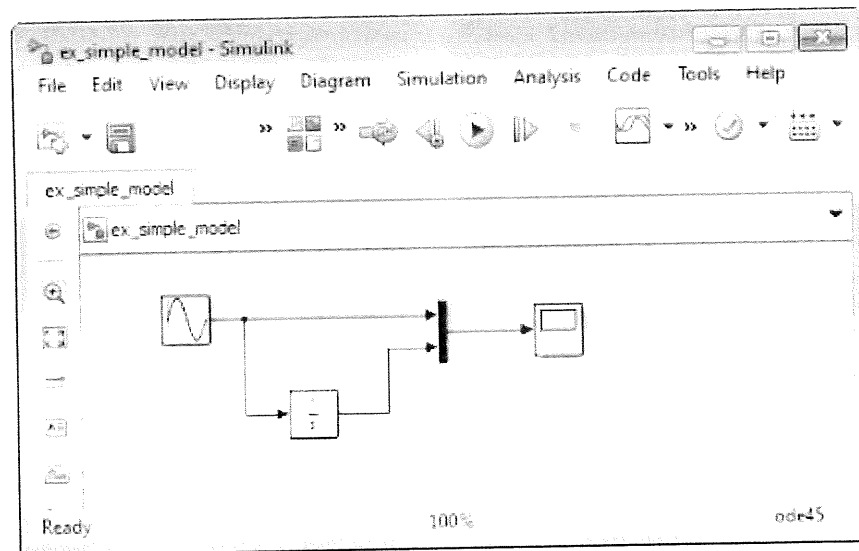 ex_simple_model - Simulink
File Edit View Display Diagram Simulation Analysis Code Tools Help
ex_simple_model
ex_simple_model
Ready 100% ode45